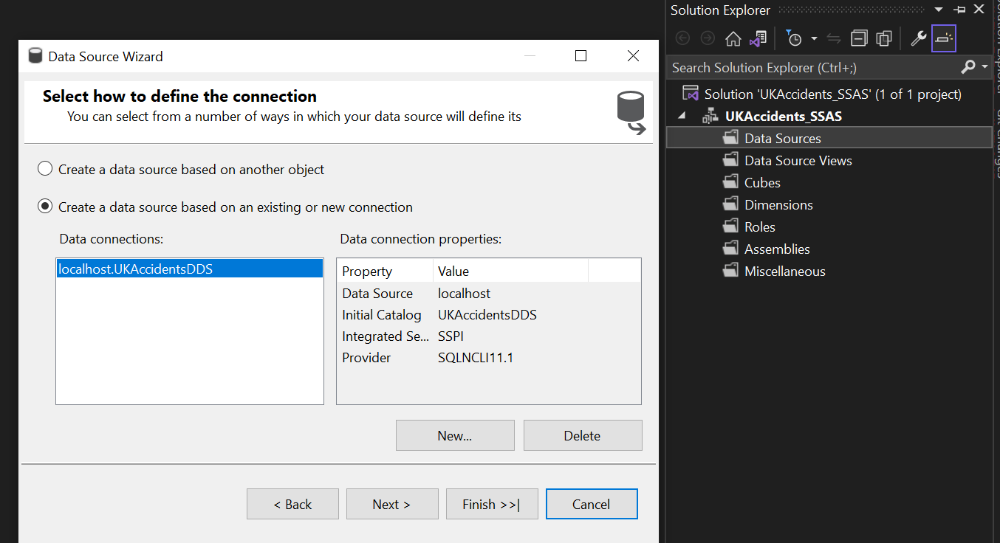 Data Source Wizard
Select how to define the connection
You can select from a number of ways in which your data source will define its
Create a data source based on another object
Create a data source based on an existing or new connection
Data connections:
localhost.UKAccidentsDDS
Data connection properties:
Property Value
Data Source localhost
Initial Catalog UKAccidentsDDS
Integrated Se... SSPI
Provider SQLNCLI11.1
New...
Delete
< Back
Next >
Finish >>|
Cancel
Solution Explorer
Search Solution Explorer (Ctrl+;)
Solution 'UKAccidents_SSAS' (1 of 1 project)
UKAccidents_SSAS
Data Sources
Data Source Views
Cubes
Dimensions
Roles
Assemblies
Miscellaneous